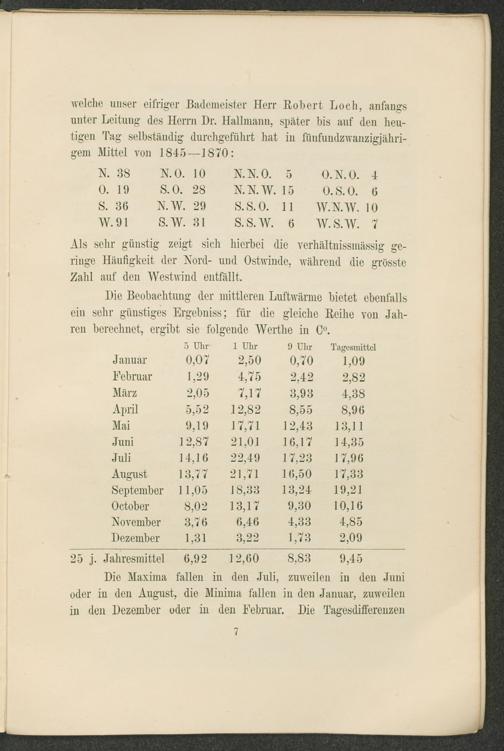 welche unser eifriger Bademeister Herr Robert Loch, anfangs
unter Leitung des Herrn Dr. Hallmann, später bis auf den heu-
tigen Tag selbständig durchgeführt hat in fünfundzwanzigjähri-
gem Mittel von 1845—1870:
N. 38 N.O. 10 N.N.O. 5 O.N.O. 4
O. 19 S.O. 28 N.N.W. 15 O.S.O. 6
S. 36 N.W. 29 S.S.O. 11 W.N.W. 10
W. 91 S.W. 31 S.S.W. 6 W.S.W. 7
Als sehr günstig zeigt sich hierbei die verhältnissmässig ge-
ringe Häufigkeit der Nord- und Ostwinde, während die grösste
Zahl auf den Westwind entfällt.
Die Beobachtung der mittleren Luftwärme bietet ebenfalls
ein sehr günstiges Ergebniss; für die gleiche Reihe von Jah-
ren berechnet, ergibt sie folgende Werthe in C⁰.
5 Uhr 1 Uhr 9 Uhr Tagesmittel
Januar 0,07 2,50 0,70 1,09
Februar 1,29 4,75 2,42 2,82
März 2,05 7,17 3,93 4,38
April 5,52 12,82 8,55 8,96
Mai 9,19 17,71 12,43 13,11
Juni 12,87 21,01 16,17 14,35
Juli 14,16 22,49 17,23 17,96
August 13,77 21,71 16,50 17,33
September 11,05 18,33 13,24 19,21
October 8,02 13,17 9,30 10,16
November 3,76 6,46 4,33 4,85
Dezember 1,31 3,22 1,73 2,09
25 j. Jahresmittel 6,92 12,60 8,83 9,45
Die Maxima fallen in den Juli, zuweilen in den Juni
oder in den August, die Minima fallen in den Januar, zuweilen
in den Dezember oder in den Februar. Die Tagesdifferenzen
7